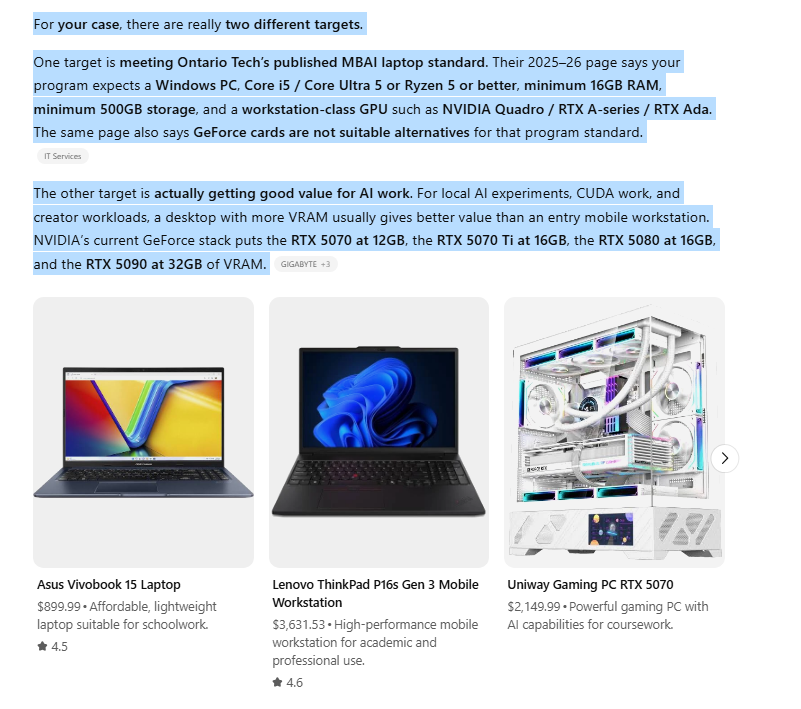 For your case, there are really two different targets.
One target is meeting Ontario Tech's published MBAI laptop standard. Their 2025–26 page says your
program expects a Windows PC, Core i5 / Core Ultra 5 or Ryzen 5 or better, minimum 16GB RAM,
minimum 500GB storage, and a workstation-class GPU such as NVIDIA Quadro / RTX A-series / RTX Ada.
The same page also says GeForce cards are not suitable alternatives for that program standard.
IT Services
The other target is actually getting good value for AI work. For local AI experiments, CUDA work, and
creator workloads, a desktop with more VRAM usually gives better value than an entry mobile workstation.
NVIDIA's current GeForce stack puts the RTX 5070 at 12GB, the RTX 5070 Ti at 16GB, the RTX 5080 at 16GB,
and the RTX 5090 at 32GB of VRAM. GIGABYTE +3
Asus Vivobook 15 Laptop
$899.99 • Affordable, lightweight
laptop suitable for schoolwork.
★ 4.5
Lenovo ThinkPad P16s Gen 3 Mobile
Workstation
$3,631.53 • High-performance mobile
workstation for academic and
professional use.
★ 4.6
Uniway Gaming PC RTX 5070
$2,149.99 • Powerful gaming PC with
AI capabilities for coursework.